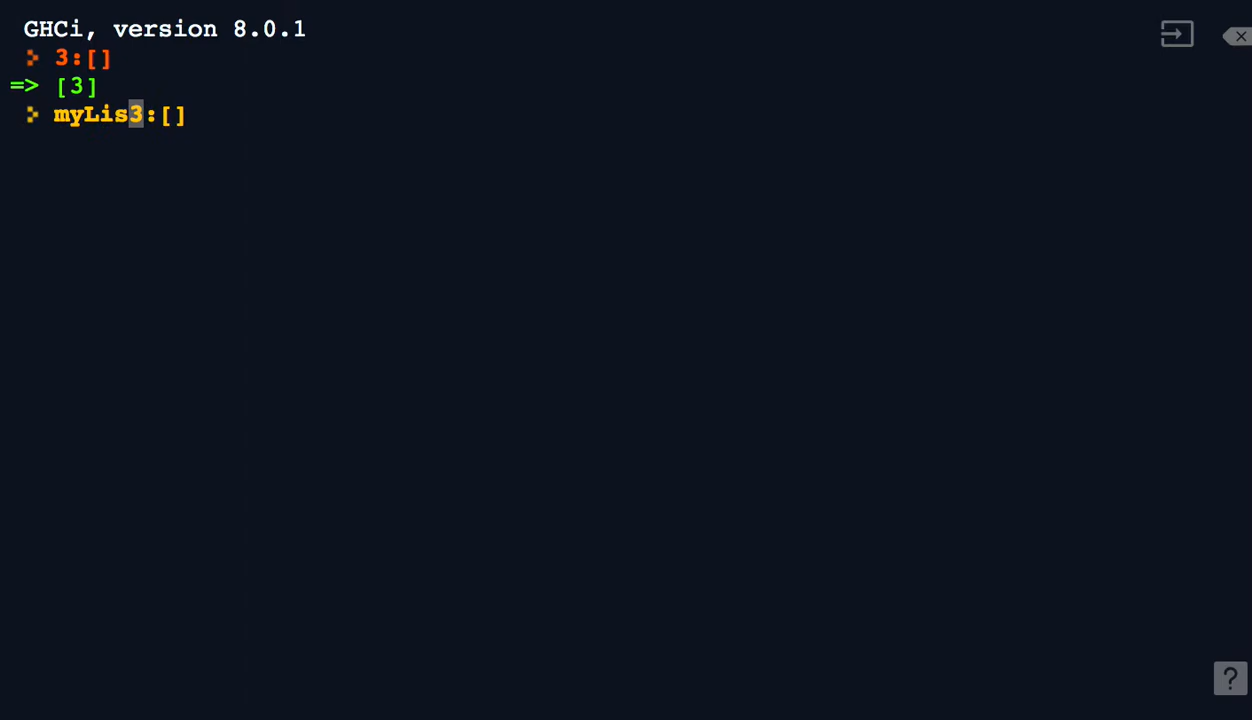 GHCi, version 8.0.1
3:[]
=> [3]
myLis3:[]
?